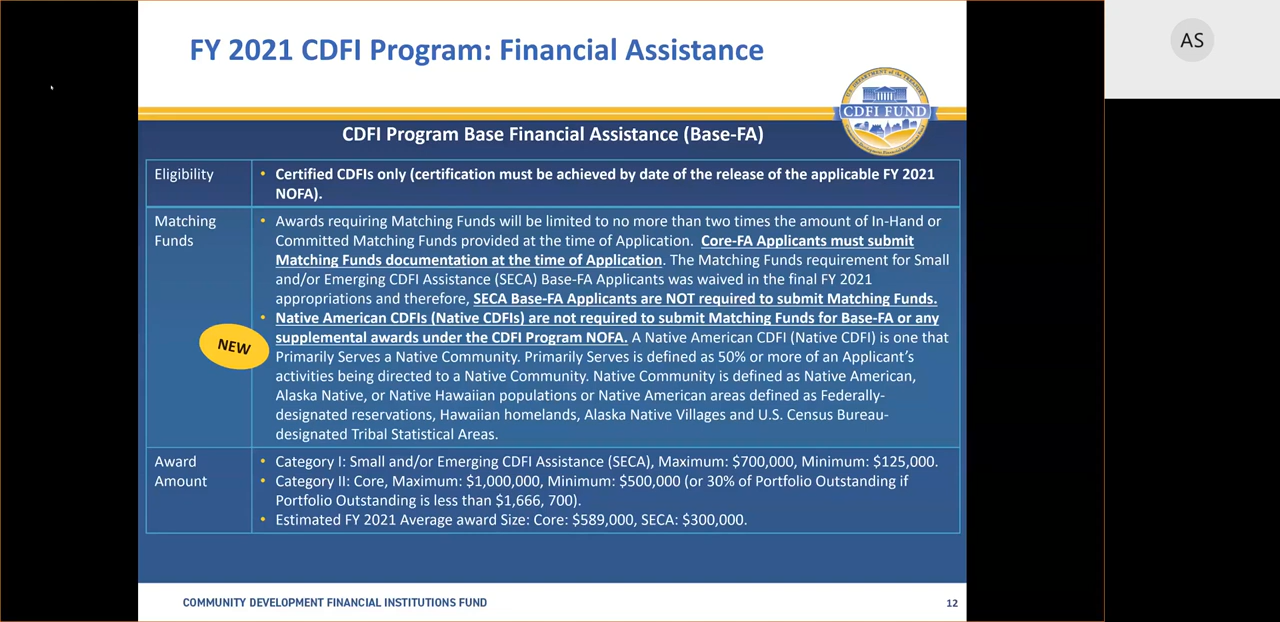 AS
FY 2021 CDFI Program: Financial Assistance
U.S. DEPARTMENT of the TREASURY
CDFI FUND
CDFI Program Base Financial Assistance (Base-FA)
Eligibility
• Certified CDFIs only (certification must be achieved by date of the release of the applicable FY 2021
NOFA).
Matching
Funds
• Awards requiring Matching Funds will be limited to no more than two times the amount of In-Hand or
Committed Matching Funds provided at the time of Application. Core-FA Applicants must submit
Matching Funds documentation at the time of Application. The Matching Funds requirement for Small
and/or Emerging CDFI Assistance (SECA) Base-FA Applicants was waived in the final FY 2021
appropriations and therefore, SECA Base-FA Applicants are NOT required to submit Matching Funds.
• Native American CDFIs (Native CDFIs) are not required to submit Matching Funds for Base-FA or any
supplemental awards under the CDFI Program NOFA. A Native American CDFI (Native CDFI) is one that
NEW
Primarily Serves a Native Community. Primarily Serves is defined as 50% or more of an Applicant's
activities being directed to a Native Community. Native Community is defined as Native American,
Alaska Native, or Native Hawaiian populations or Native American areas defined as Federally-
designated reservations, Hawaiian homelands, Alaska Native Villages and U.S. Census Bureau-
designated Tribal Statistical Areas.
Award
Amount
• Category I: Small and/or Emerging CDFI Assistance (SECA), Maximum: $700,000, Minimum: $125,000.
• Category II: Core, Maximum: $1,000,000, Minimum: $500,000 (or 30% of Portfolio Outstanding if
Portfolio Outstanding is less than $1,666, 700).
• Estimated FY 2021 Average award Size: Core: $589,000, SECA: $300,000.
COMMUNITY DEVELOPMENT FINANCIAL INSTITUTIONS FUND
12